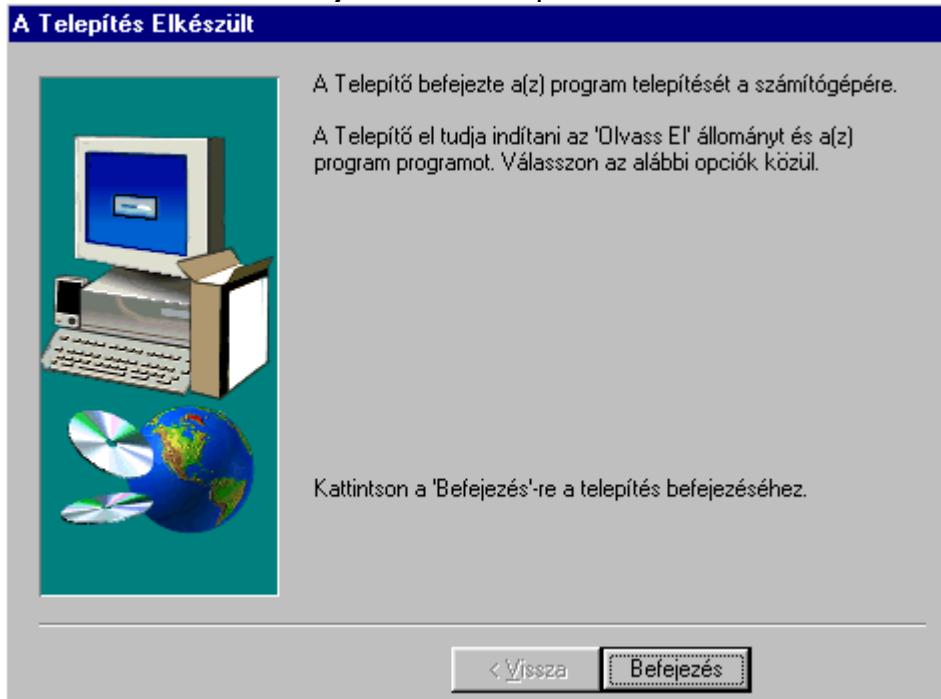 A Telepítés Elkészült
A Telepítő befejezte a(z) program telepítését a számítógépére.
A Telepítő el tudja indítani az 'Olvass El' állományt és a(z)
program programot. Válasszon az alábbi opciók közül.
Kattintson a 'Befejezés'-re a telepítés befejezéséhez.
< Vissza
Befejezés